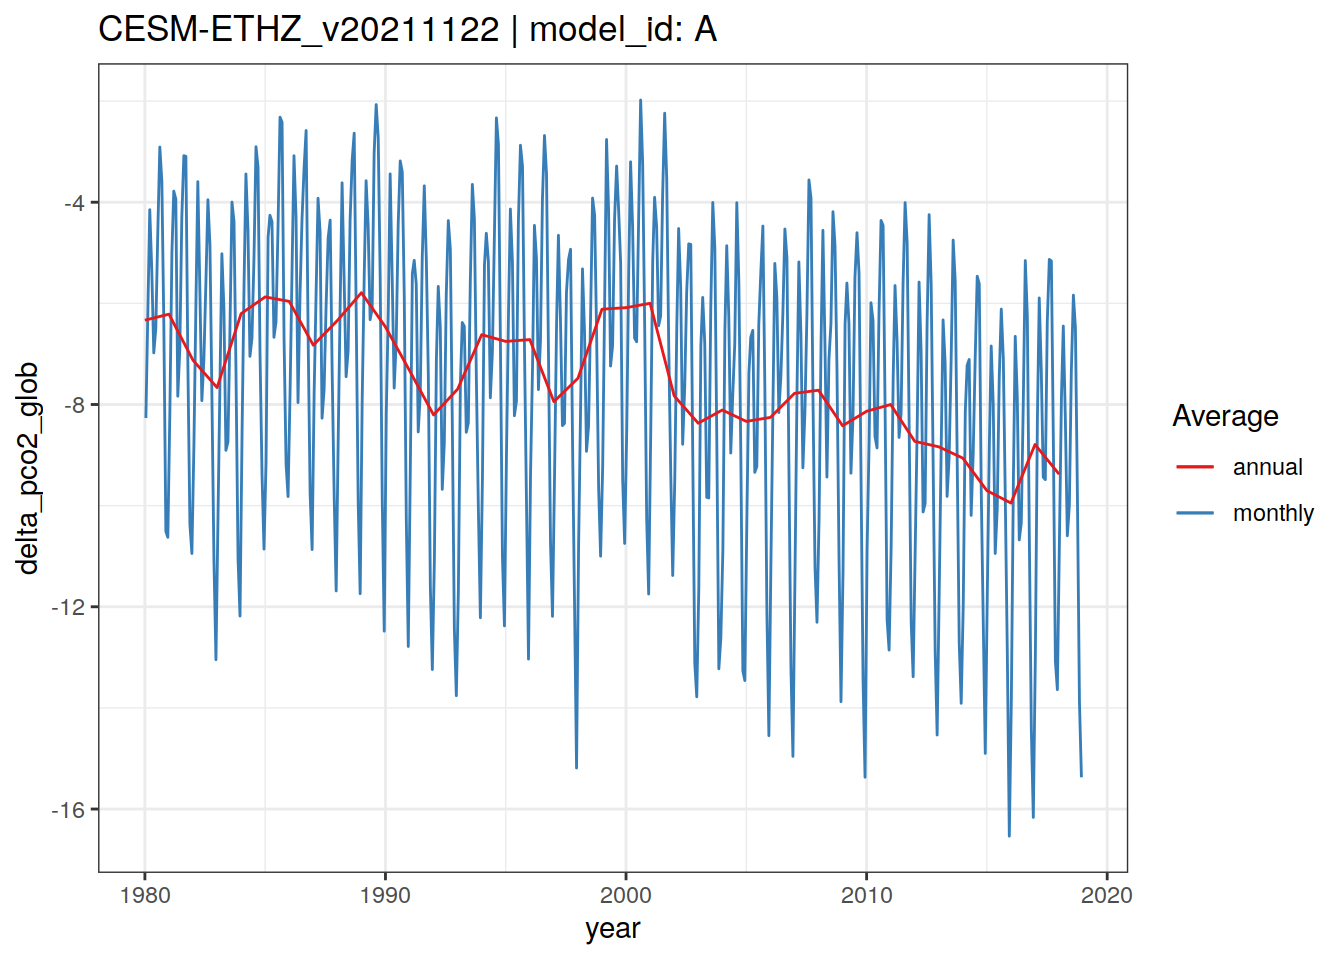 CESM-ETHZ_v20211122 | model_id: A
delta_pco2_glob
-4
-8
-12
-16
1980
1990
2000
2010
2020
year
Average
annual
monthly